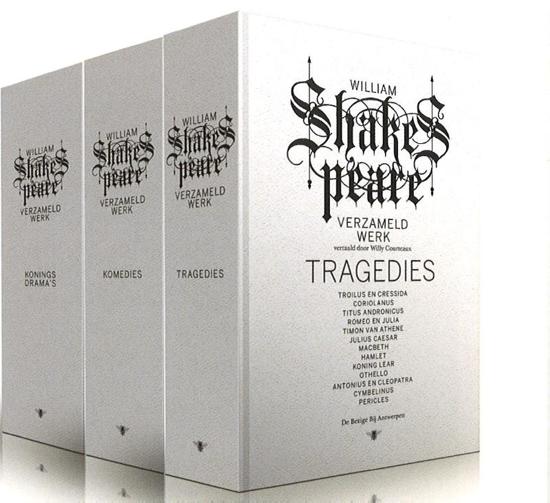 WILLIAM
Shakes
peare
VERZAMELD
WERK
KONINGS
DRAMA'S
WILLIAM
Shakes
peare
VERZAMELD
WERK
KOMEDIES
WILLIAM
Shakes
peare
VERZAMELD
WERK
TRAGEDIES
WILLIAM
Shakes
peare
VERZAMELD
WERK
vertaald door Willy Courteaux
TRAGEDIES
TROILUS EN CRESSIDA
CORIOLANUS
TITUS ANDRONICUS
ROMEO EN JULIA
TIMON VAN ATHENE
JULIUS CAESAR
MACBETH
HAMLET
KONING LEAR
OTHELLO
ANTONIUS EN CLEOPATRA
CYMBELINUS
PERICLES
De Bezige Bij Antwerpen